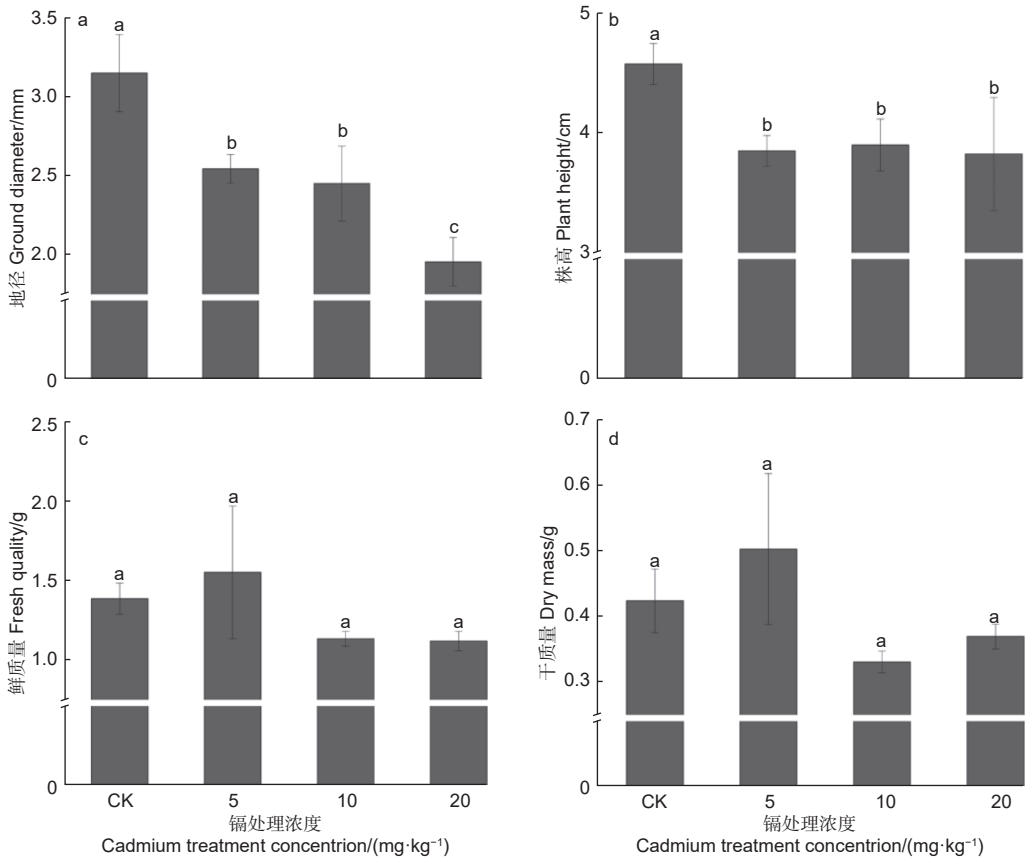 a
地径 Ground diameter/mm
3.5
3.0
2.5
2.0
0
a
b
b
c
b
株高 Plant height/cm
5
4
3
0
a
b
b
b
c
鲜质量 Fresh quality/g
2.5
2.0
1.5
1.0
0
a
a
a
a
CK 5 10 20
镉处理浓度
Cadmium treatment concentrion/(mg·kg⁻¹)
d
干质量 Dry mass/g
0.7
0.6
0.5
0.4
0.3
0
a
a
a
a
CK 5 10 20
镉处理浓度
Cadmium treatment concentrion/(mg·kg⁻¹)